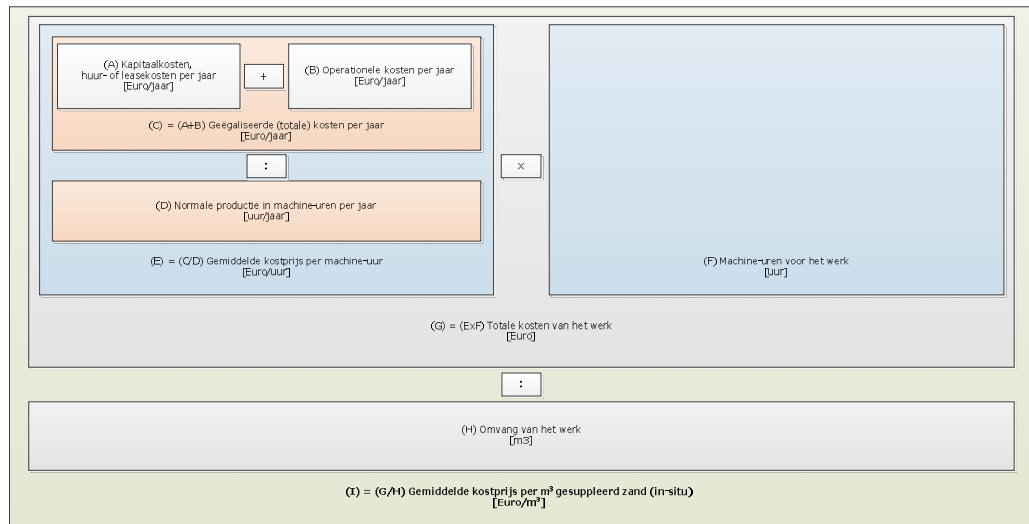 (A) Kapitaalkosten,
huur- of leasekosten per jaar
[Euro/jaar]
+
(B) Operationele kosten per jaar
[Euro/jaar]
(C) = (A+B) Geëgaliseerde (totale) kosten per jaar
[Euro/jaar]
:
x
(D) Normale productie in machine-uren per jaar
[uur/jaar]
(E) = (C/D) Gemiddelde kostprijs per machine-uur
[Euro/uur]
(F) Machine-uren voor het werk
[uur]
(G) = (ExF) Totale kosten van het werk
[Euro]
:
(H) Omvang van het werk
[m3]
(I) = (G/H) Gemiddelde kostprijs per m³ gesuppleerd zand (in-situ)
[Euro/m³]